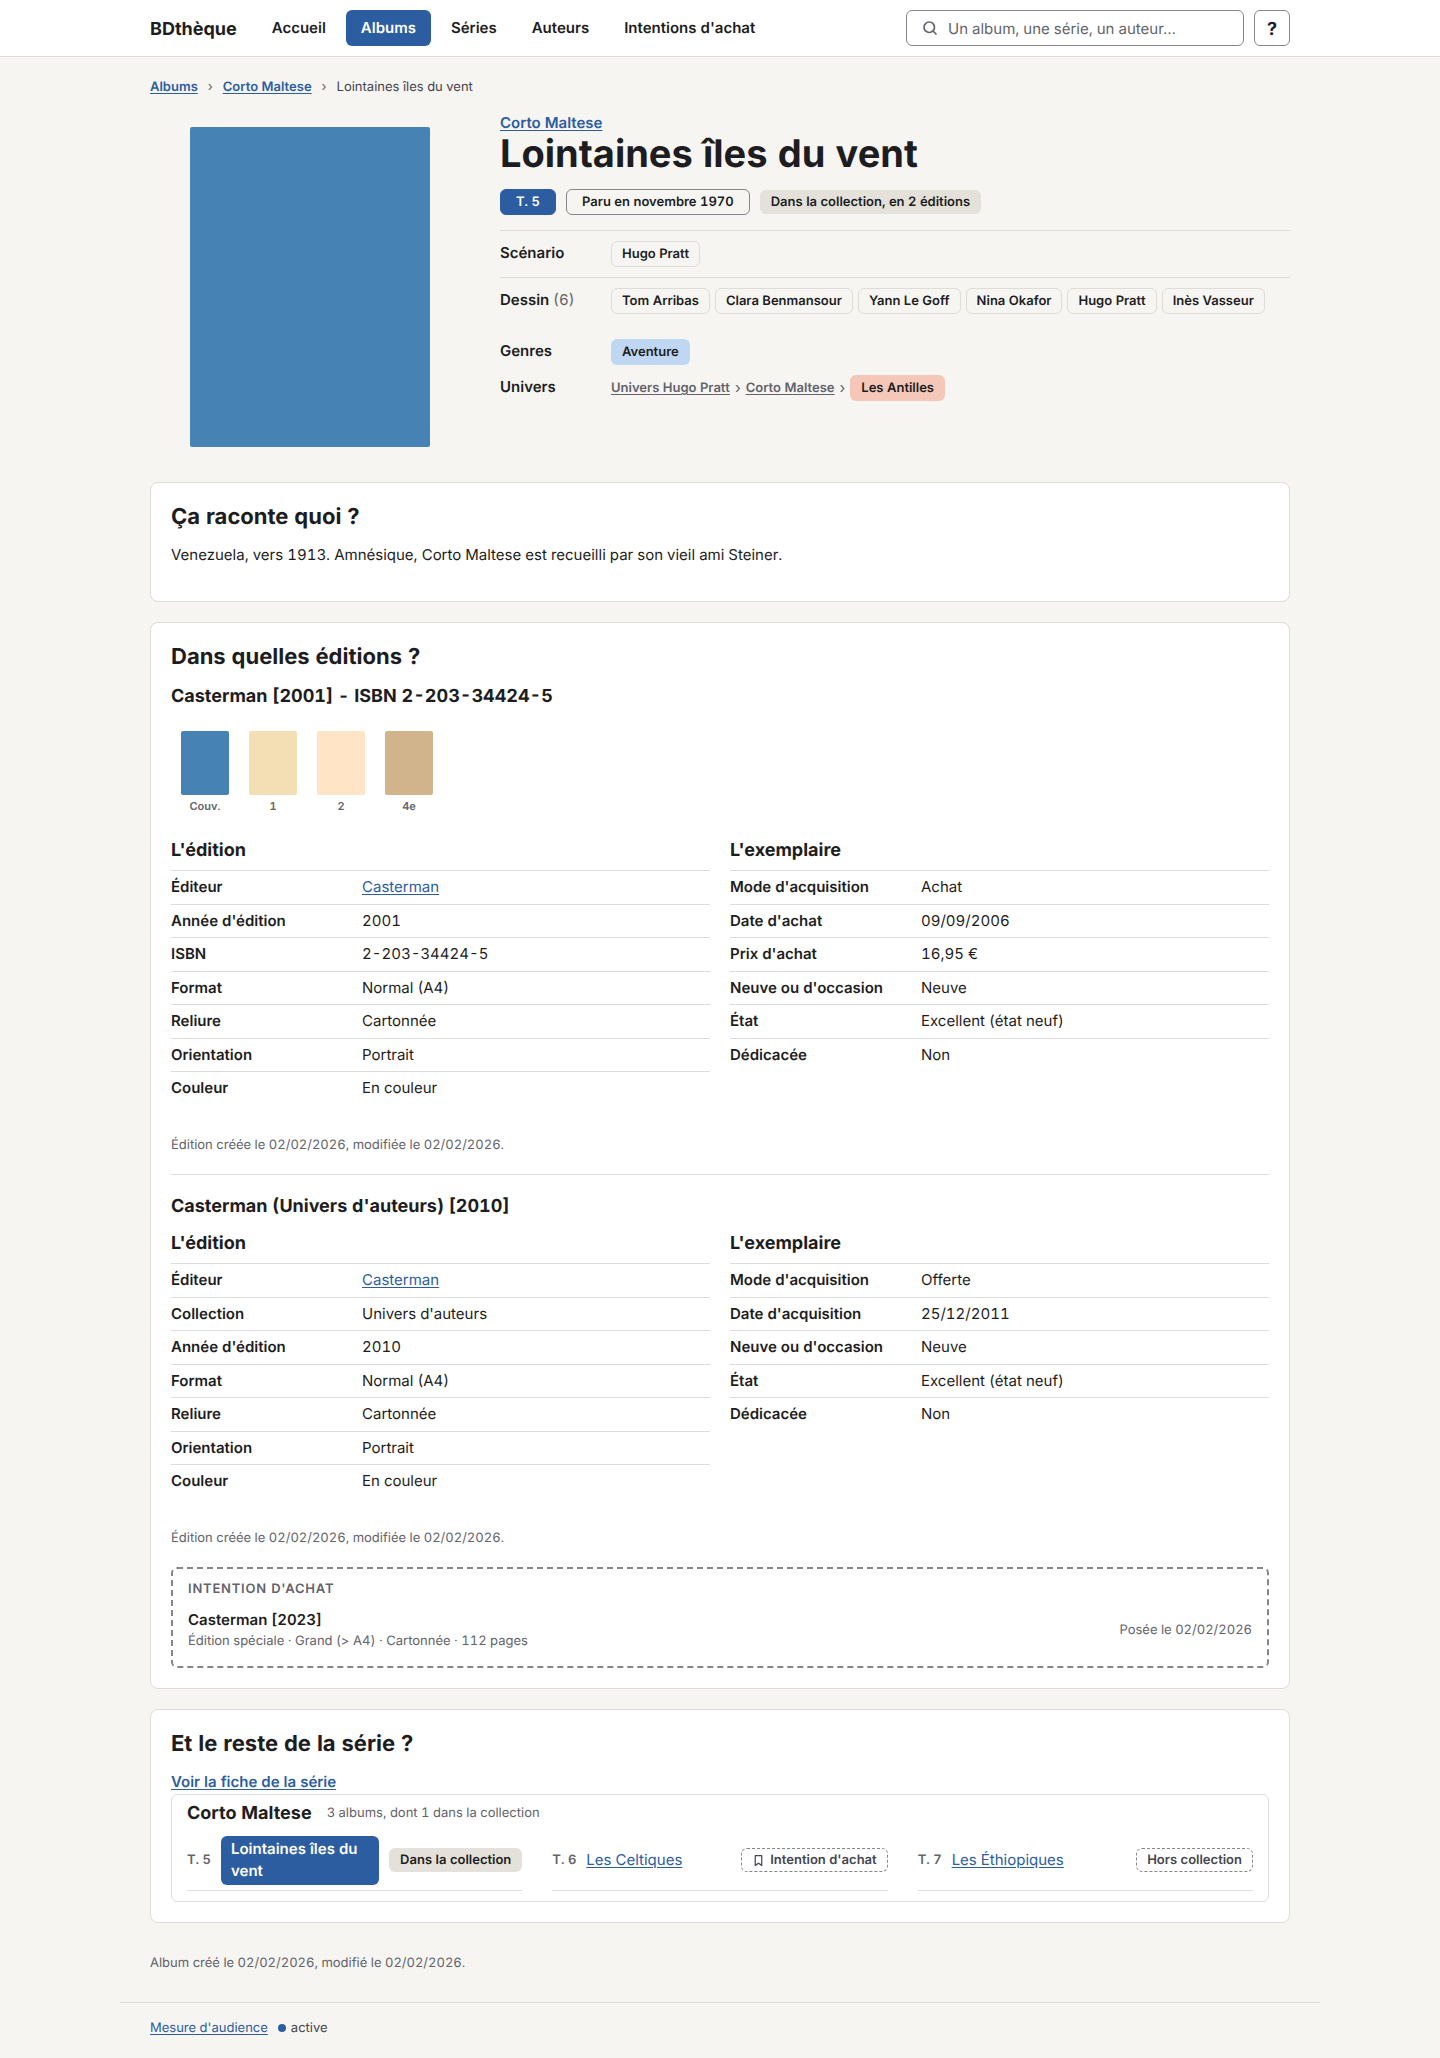 BDthèque Accueil Albums Séries Auteurs Intentions d'achat Un album, une série, un auteur... ?
Albums › Corto Maltese › Lointaines îles du vent
Corto Maltese
Lointaines îles du vent
T. 5 Paru en novembre 1970 Dans la collection, en 2 éditions
Scénario Hugo Pratt
Dessin (6) Tom Arribas Clara Benmansour Yann Le Goff Nina Okafor Hugo Pratt Inès Vasseur
Genres Aventure
Univers Univers Hugo Pratt › Corto Maltese › Les Antilles
Ça raconte quoi ?
Venezuela, vers 1913. Amnésique, Corto Maltese est recueilli par son vieil ami Steiner.
Dans quelles éditions ?
Casterman [2001] - ISBN 2-203-34424-5
Couv. 1 2 4e
L'édition
Éditeur Casterman
Année d'édition 2001
ISBN 2-203-34424-5
Format Normal (A4)
Reliure Cartonnée
Orientation Portrait
Couleur En couleur
L'exemplaire
Mode d'acquisition Achat
Date d'achat 09/09/2006
Prix d'achat 16,95 €
Neuve ou d'occasion Neuve
État Excellent (état neuf)
Dédicacée Non
Édition créée le 02/02/2026, modifiée le 02/02/2026.
Casterman (Univers d'auteurs) [2010]
L'édition
Éditeur Casterman
Collection Univers d'auteurs
Année d'édition 2010
Format Normal (A4)
Reliure Cartonnée
Orientation Portrait
Couleur En couleur
L'exemplaire
Mode d'acquisition Offerte
Date d'acquisition 25/12/2011
Neuve ou d'occasion Neuve
État Excellent (état neuf)
Dédicacée Non
Édition créée le 02/02/2026, modifiée le 02/02/2026.
INTENTION D'ACHAT
Casterman [2023]
Édition spéciale · Grand (> A4) · Cartonnée · 112 pages
Posée le 02/02/2026
Et le reste de la série ?
Voir la fiche de la série
Corto Maltese 3 albums, dont 1 dans la collection
T. 5 Lointaines îles du
vent
Dans la collection
T. 6 Les Celtiques Intention d'achat
T. 7 Les Éthiopiques Hors collection
Album créé le 02/02/2026, modifié le 02/02/2026.
Mesure d'audience active